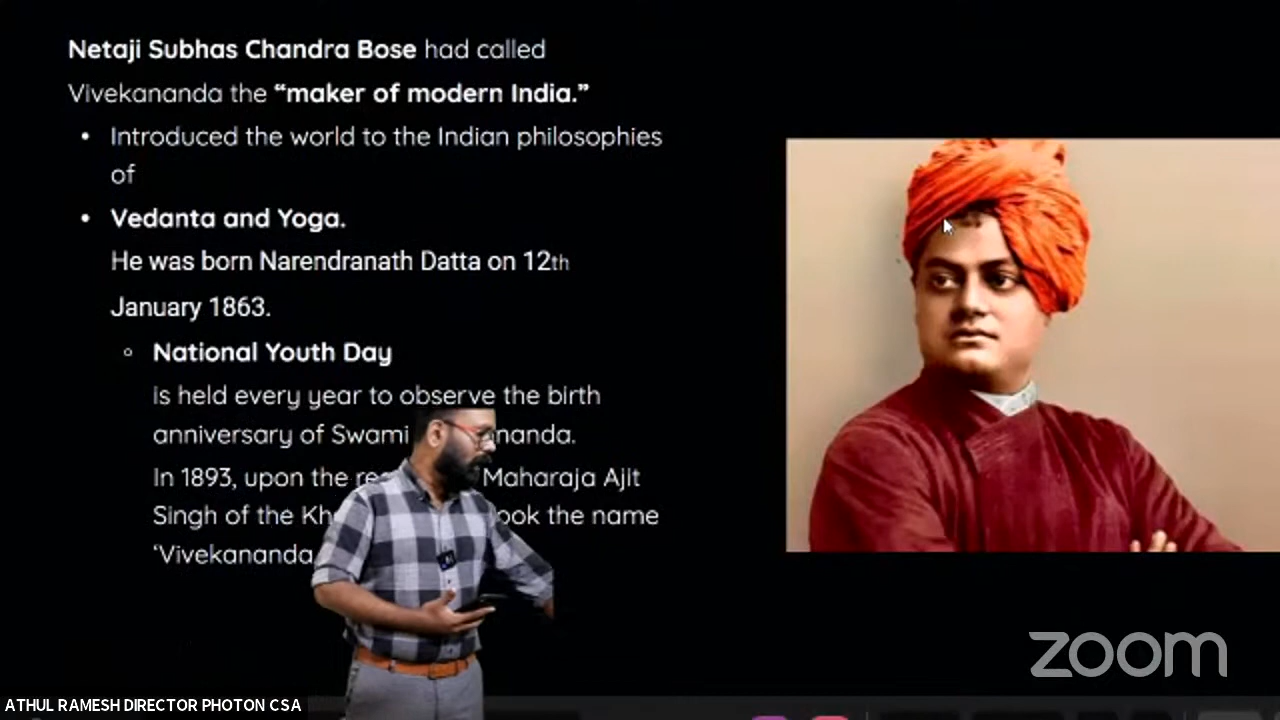 Netaji Subhas Chandra Bose had called
Vivekananda the “maker of modern India.”
• Introduced the world to the Indian philosophies
of
• Vedanta and Yoga.
He was born Narendranath Datta on 12th
January 1863.
◦ National Youth Day
is held every year to observe the birth
anniversary of Swami
In 1893, upon the Maharaja Ajit
Singh of the the name
‘Vivekananda
zoom
ATHUL RAMESH DIRECTOR PHOTON CSA